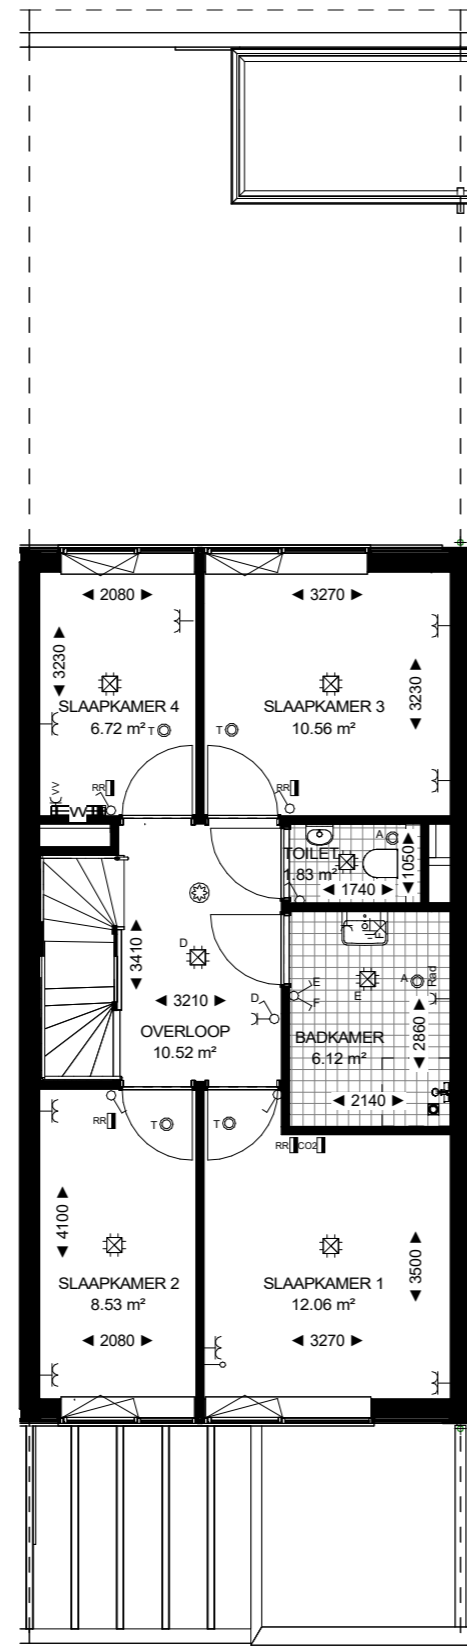 2080
3270
3230
3230
SLAAPKAMER 4
6.72 m²
T
T
SLAAPKAMER 3
10.56 m²
VV
VV
RR
RR
TOILET
1.83 m²
A
1740
1050
3410
D
D
3210
OVERLOOP
10.52 m²
F
E
F
E
A
Rad
BADKAMER
6.12 m²
2860
2140
RR
T
T
RR
CO2
4100
3500
SLAAPKAMER 2
8.53 m²
SLAAPKAMER 1
12.06 m²
2080
3270